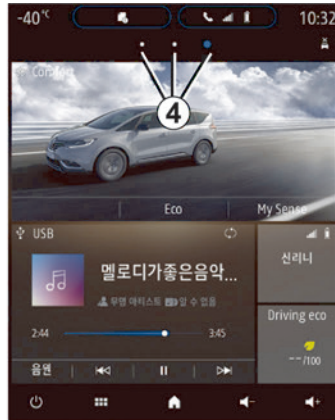 -40°C
10:32
4
Comfort
Eco
My Sense
USB
멜로디가좋은음악...
무명 아티스트
알 수 없음
2:44
3:45
음원
신리니
Driving eco
--/100